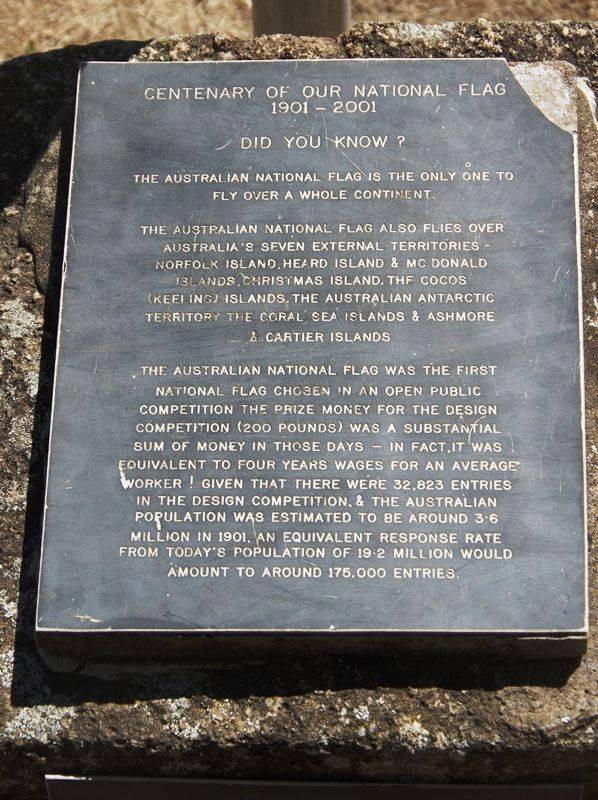 CENTENARY OF OUR NATIONAL FLAG
1901 – 2001
DID YOU KNOW ?
THE AUSTRALIAN NATIONAL FLAG IS THE ONLY ONE TO
FLY OVER A WHOLE CONTINENT.
THE AUSTRALIAN NATIONAL FLAG ALSO FLIES OVER
AUSTRALIA'S SEVEN EXTERNAL TERRITORIES -
NORFOLK ISLAND, HEARD ISLAND & MC DONALD
ISLANDS, CHRISTMAS ISLAND, THE COCOS
(KEELING) ISLANDS, THE AUSTRALIAN ANTARCTIC
TERRITORY THE CORAL SEA ISLANDS & ASHMORE
& CARTIER ISLANDS
THE AUSTRALIAN NATIONAL FLAG WAS THE FIRST
NATIONAL FLAG CHOSEN IN AN OPEN PUBLIC
COMPETITION THE PRIZE MONEY FOR THE DESIGN
COMPETITION (200 POUNDS) WAS A SUBSTANTIAL
SUM OF MONEY IN THOSE DAYS – IN FACT, IT WAS
EQUIVALENT TO FOUR YEARS WAGES FOR AN AVERAGE
WORKER ! GIVEN THAT THERE WERE 32,823 ENTRIES
IN THE DESIGN COMPETITION, & THE AUSTRALIAN
POPULATION WAS ESTIMATED TO BE AROUND 3·6
MILLION IN 1901, AN EQUIVALENT RESPONSE RATE
FROM TODAY'S POPULATION OF 19·2 MILLION WOULD
AMOUNT TO AROUND 175,000 ENTRIES.